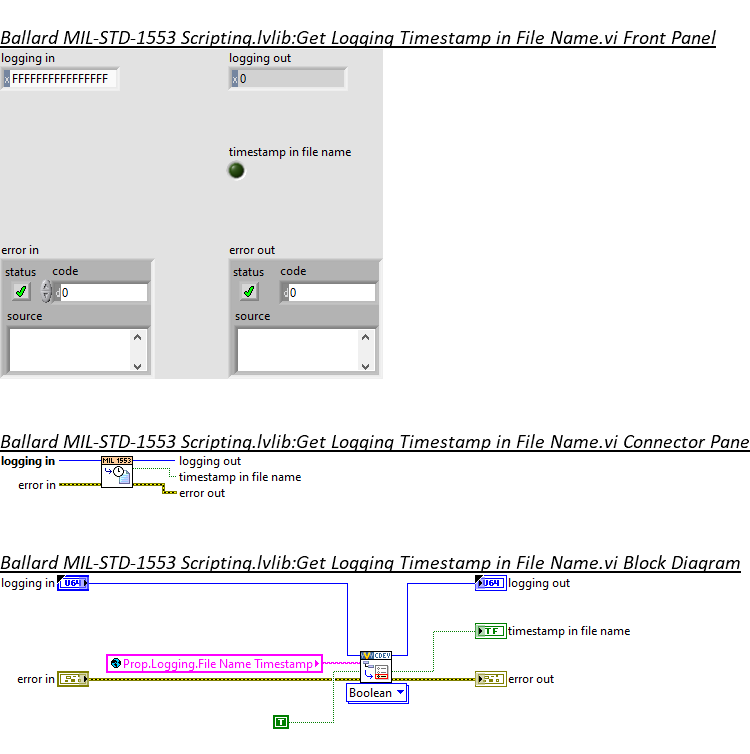 Ballard MIL-STD-1553 Scripting.lvlib:Get Logging Timestamp in File Name.vi Front Panel
logging in
logging out
x FFFFFFFFFFFFFFFF
x 0
timestamp in file name
error in
error out
status code
status code
d 0
d 0
source
source
Ballard MIL-STD-1553 Scripting.lvlib:Get Logging Timestamp in File Name.vi Connector Pane
logging in
MIL 1553
logging out
timestamp in file name
error in
error out
Ballard MIL-STD-1553 Scripting.lvlib:Get Logging Timestamp in File Name.vi Block Diagram
logging in
U64
U64
logging out
TF
timestamp in file name
CDEV
Prop.Logging.File Name Timestamp
error in
error out
Boolean
T